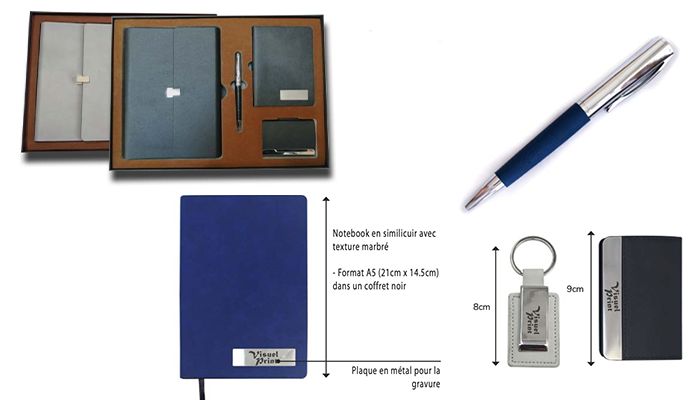 Notebook en similicuir avec
texture marbré
- Format A5 (21cm x 14.5cm)
dans un coffret noir
Visuel
Print
Plaque en métal pour la
gravure
8cm
Visuel
Print
9cm
Visuel
Print